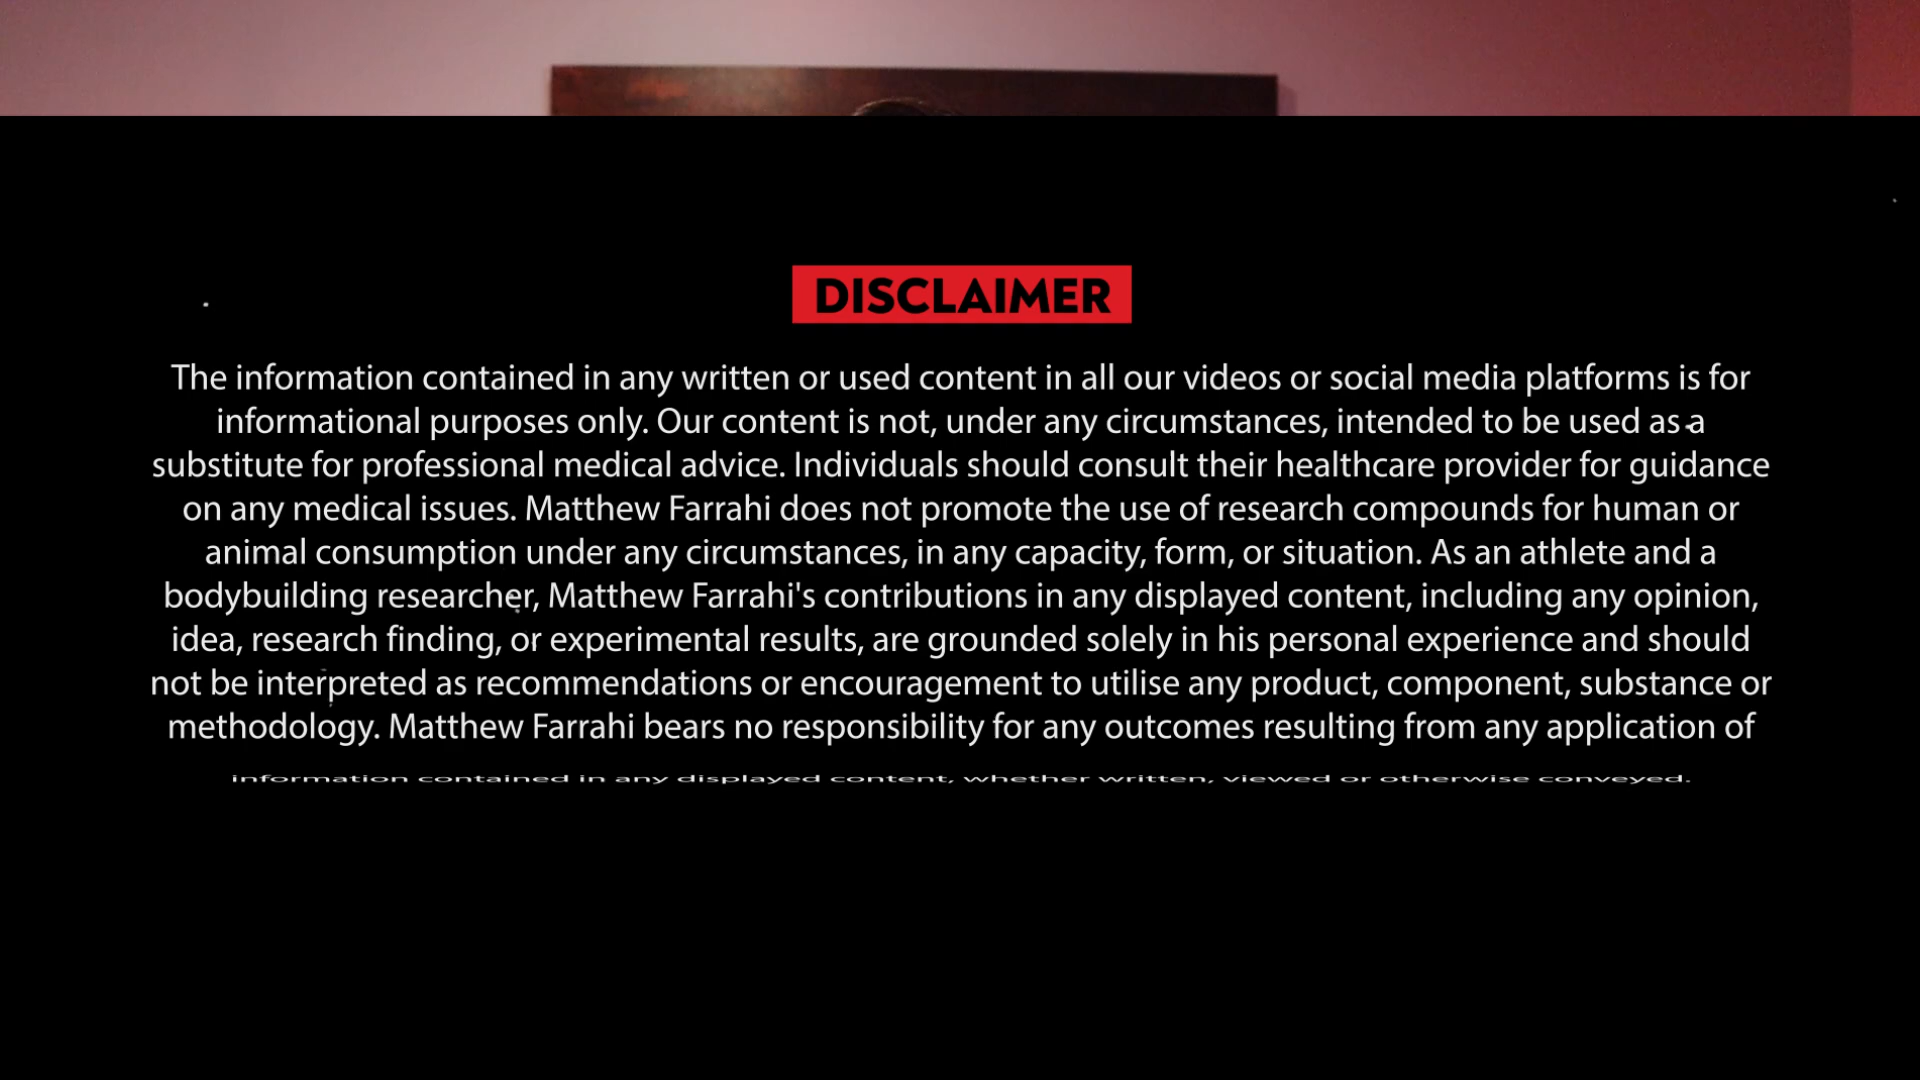 DISCLAIMER
The information contained in any written or used content in all our videos or social media platforms is for
informational purposes only. Our content is not, under any circumstances, intended to be used as a
substitute for professional medical advice. Individuals should consult their healthcare provider for guidance
on any medical issues. Matthew Farrahi does not promote the use of research compounds for human or
animal consumption under any circumstances, in any capacity, form, or situation. As an athlete and a
bodybuilding researcher, Matthew Farrahi's contributions in any displayed content, including any opinion,
idea, research finding, or experimental results, are grounded solely in his personal experience and should
not be interpreted as recommendations or encouragement to utilise any product, component, substance or
methodology. Matthew Farrahi bears no responsibility for any outcomes resulting from any application of
information contained in any displayed content, whether written, viewed or otherwise conveyed.